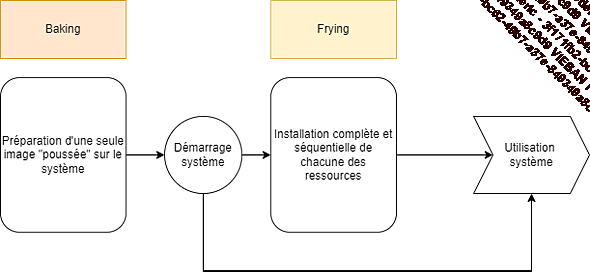 Baking
Frying
Préparation d'une seule
image "poussée" sur le
système
Démarrage
système
Installation complète et
séquentielle de
chacune des
ressources
Utilisation
système